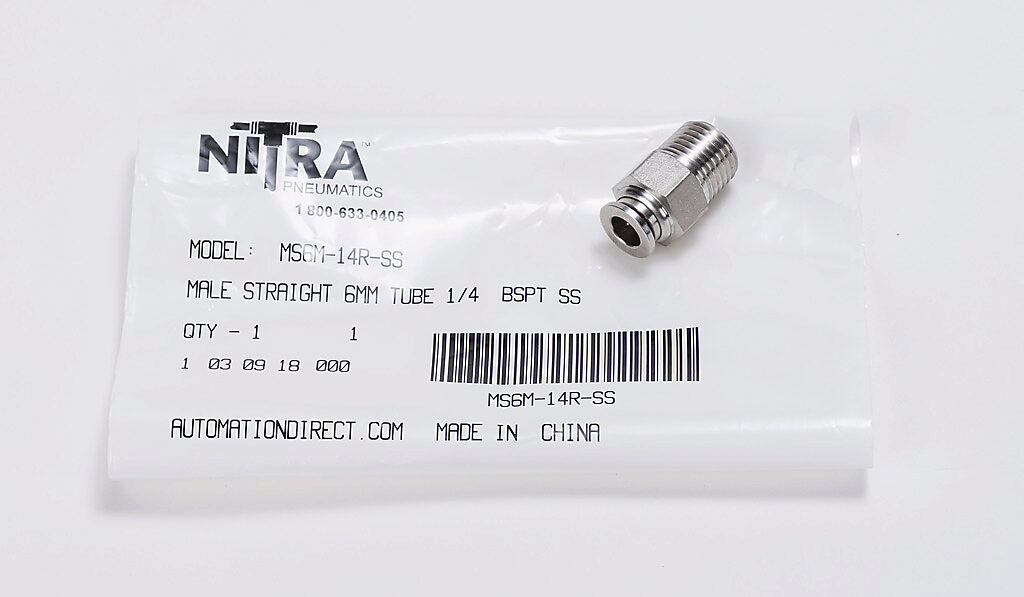 NITRA™
PNEUMATICS
1 800-633-0405
MODEL: MS6M-14R-SS
MALE STRAIGHT 6MM TUBE 1/4 BSPT SS
QTY - 1 1
1 03 09 18 000
MS6M-14R-SS
AUTOMATIONDIRECT.COM MADE IN CHINA